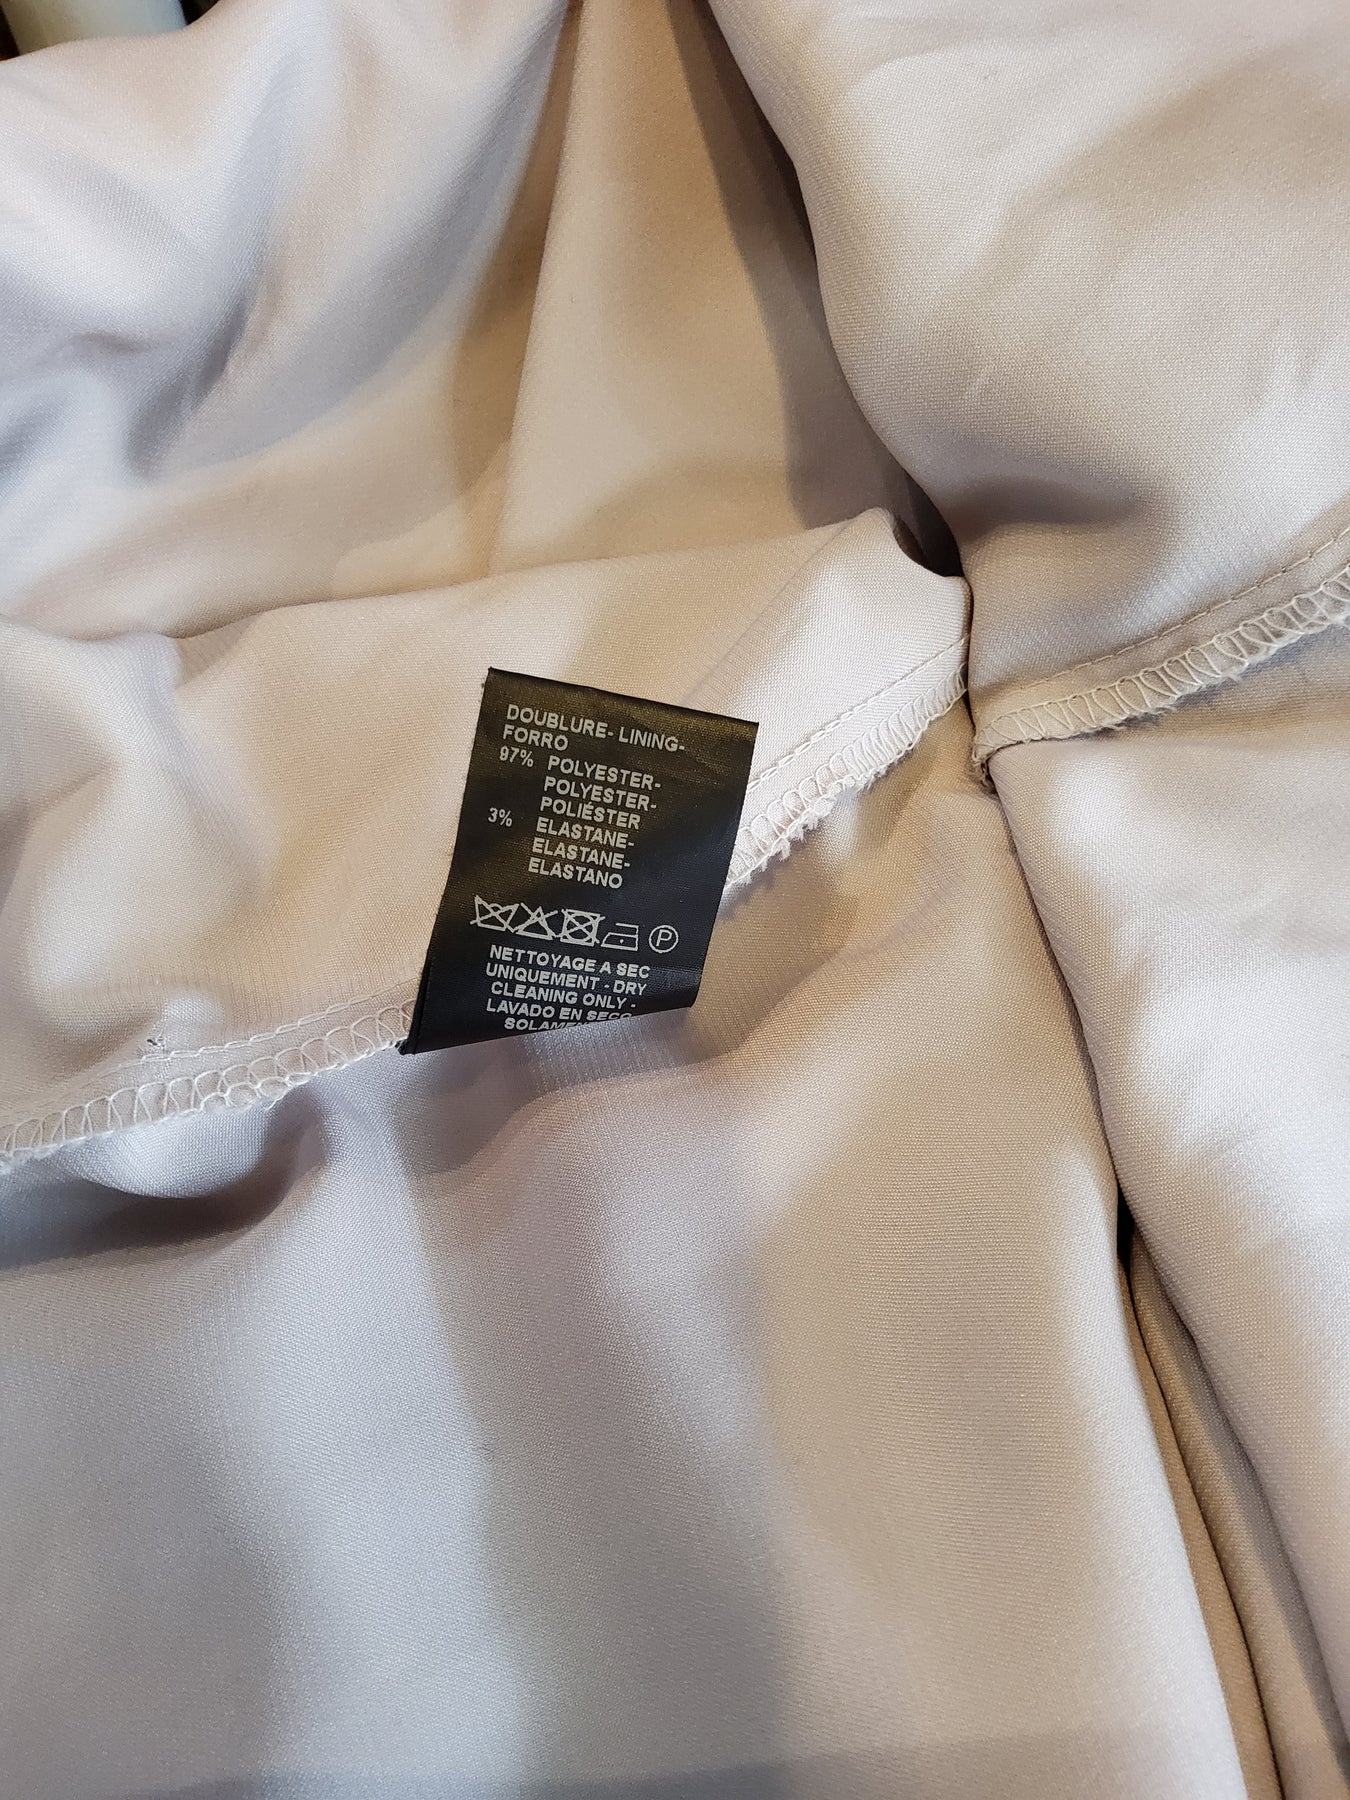 DOUBLURE- LINING-
FORRO
97% POLYESTER-
POLYESTER-
POLIÉSTER
3% ELASTANE-
ELASTANE-
ELASTANO
P
NETTOYAGE A SEC
UNIQUEMENT - DRY
CLEANING ONLY -
LAVADO EN SECO